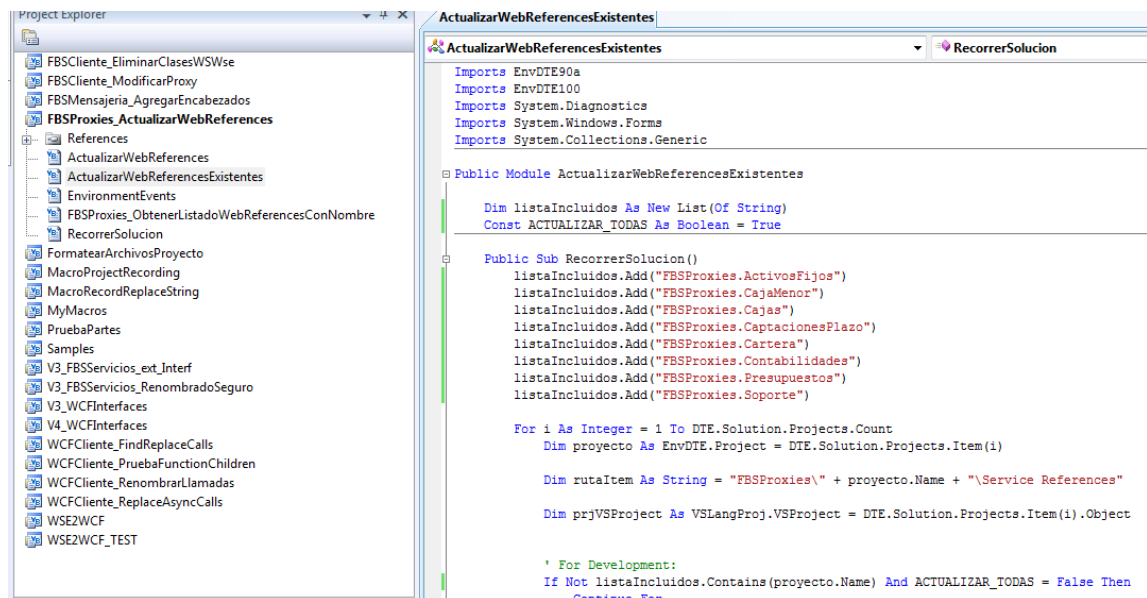 Project Explorer
FBSCliente_EliminarClasesWSWse
FBSCliente_ModificarProxy
FBSMensajeria_AgregarEncabezados
FBSProxies_ActualizarWebReferences
References
ActualizarWebReferences
ActualizarWebReferencesExistentes
EnvironmentEvents
FBSProxies_ObtenerListadoWebReferencesConNombre
RecorrerSolucion
FormatearArchivosProyecto
MacroProjectRecording
MacroRecordReplaceString
MyMacros
PruebaPartes
Samples
V3_FBSServicios_ext_Interf
V3_FBSServicios_RenombradoSeguro
V3_WCFInterfaces
V4_WCFInterfaces
WCFCliente_FindReplaceCalls
WCFCliente_PruebaFunctionChildren
WCFCliente_RenombrarLlamadas
WCFCliente_ReplaceAsyncCalls
WSE2WCF
WSE2WCF_TEST
ActualizarWebReferencesExistentes
ActualizarWebReferencesExistentes
RecorrerSolucion
Imports EnvDTE90a
Imports EnvDTE100
Imports System.Diagnostics
Imports System.Windows.Forms
Imports System.Collections.Generic
Public Module ActualizarWebReferencesExistentes
Dim listaIncluidos As New List(Of String)
Const ACTUALIZAR_TODAS As Boolean = True
Public Sub RecorrerSolucion()
listaIncluidos.Add("FBSProxies.ActivosFijos")
listaIncluidos.Add("FBSProxies.CajaMenor")
listaIncluidos.Add("FBSProxies.Cajas")
listaIncluidos.Add("FBSProxies.CaptacionesPlazo")
listaIncluidos.Add("FBSProxies.Cartera")
listaIncluidos.Add("FBSProxies.Contabilidades")
listaIncluidos.Add("FBSProxies.Presupuestos")
listaIncluidos.Add("FBSProxies.Soporte")
For i As Integer = 1 To DTE.Solution.Projects.Count
Dim proyecto As EnvDTE.Project = DTE.Solution.Projects.Item(i)
Dim rutaItem As String = "FBSProxies\" + proyecto.Name + "\Service References"
Dim prjVSProject As VSLangProj.VSProject = DTE.Solution.Projects.Item(i).Object
' For Development:
If Not listaIncluidos.Contains(proyecto.Name) And ACTUALIZAR_TODAS = False Then
Continue For